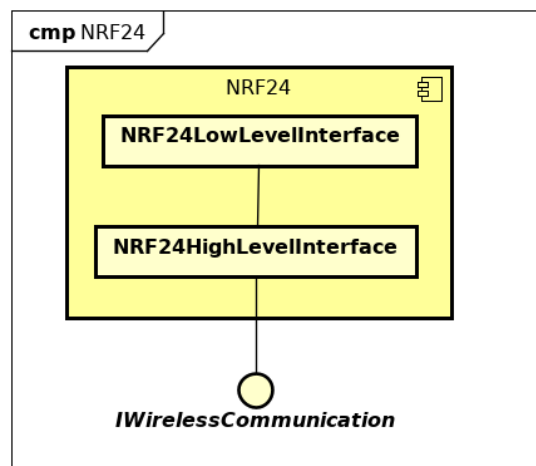 cmp NRF24
NRF24
NRF24LowLevelInterface
NRF24HighLevelInterface
IWirelessCommunication